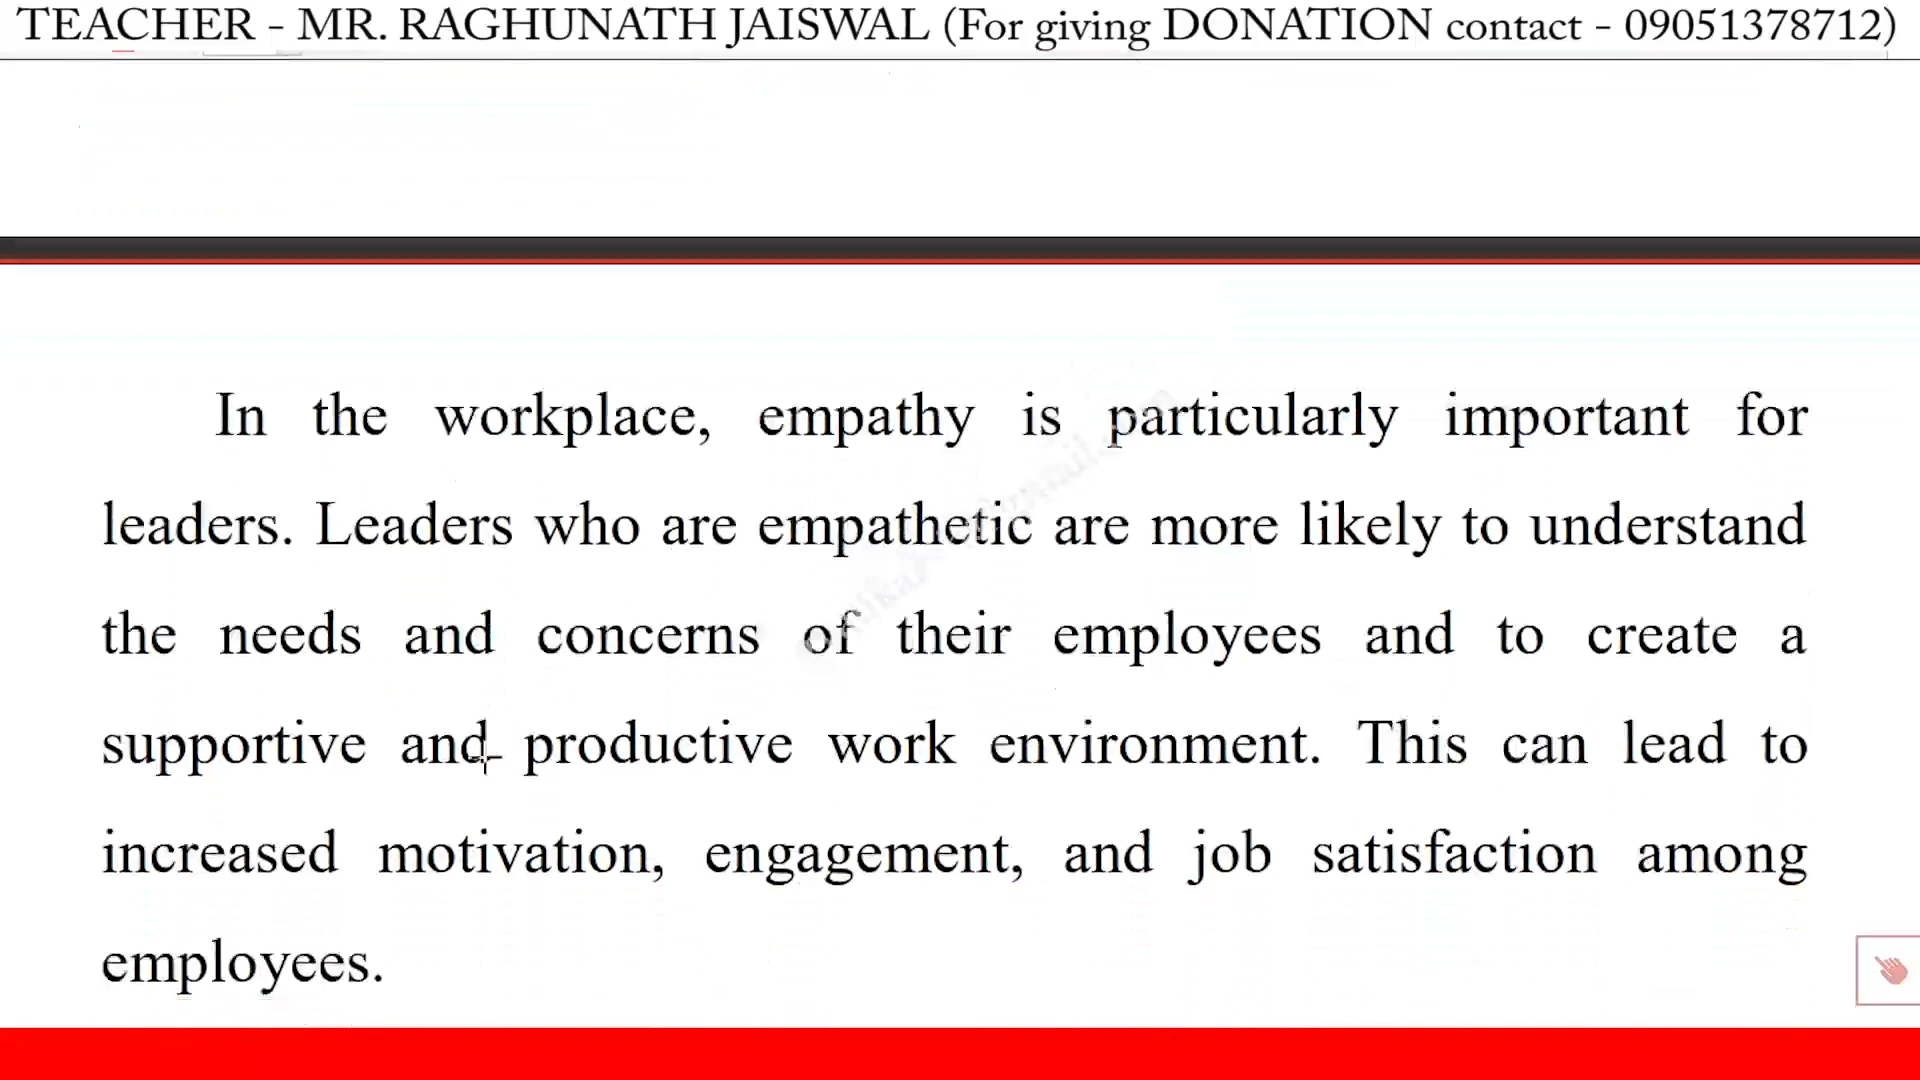 TEACHER - MR. RAGHUNATH JAISWAL (For giving DONATION contact - 09051378712)
In the workplace, empathy is particularly important for
leaders. Leaders who are empathetic are more likely to understand
the needs and concerns of their employees and to create a
supportive and productive work environment. This can lead to
increased motivation, engagement, and job satisfaction among
employees.